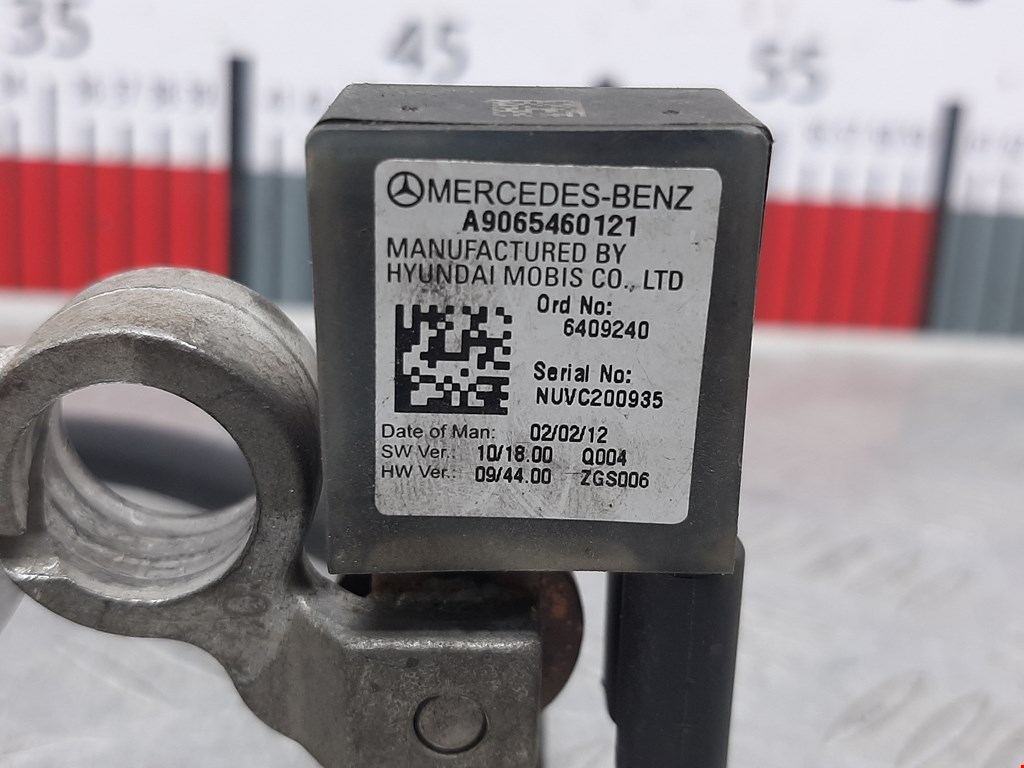 35 45 55
MERCEDES-BENZ
A9065460121
MANUFACTURED BY
HYUNDAI MOBIS CO., LTD
Ord No:
6409240
Serial No:
NUVC200935
Date of Man: 02/02/12
SW Ver.: 10/18.00 Q004
HW Ver.: 09/44.00 ZGS006